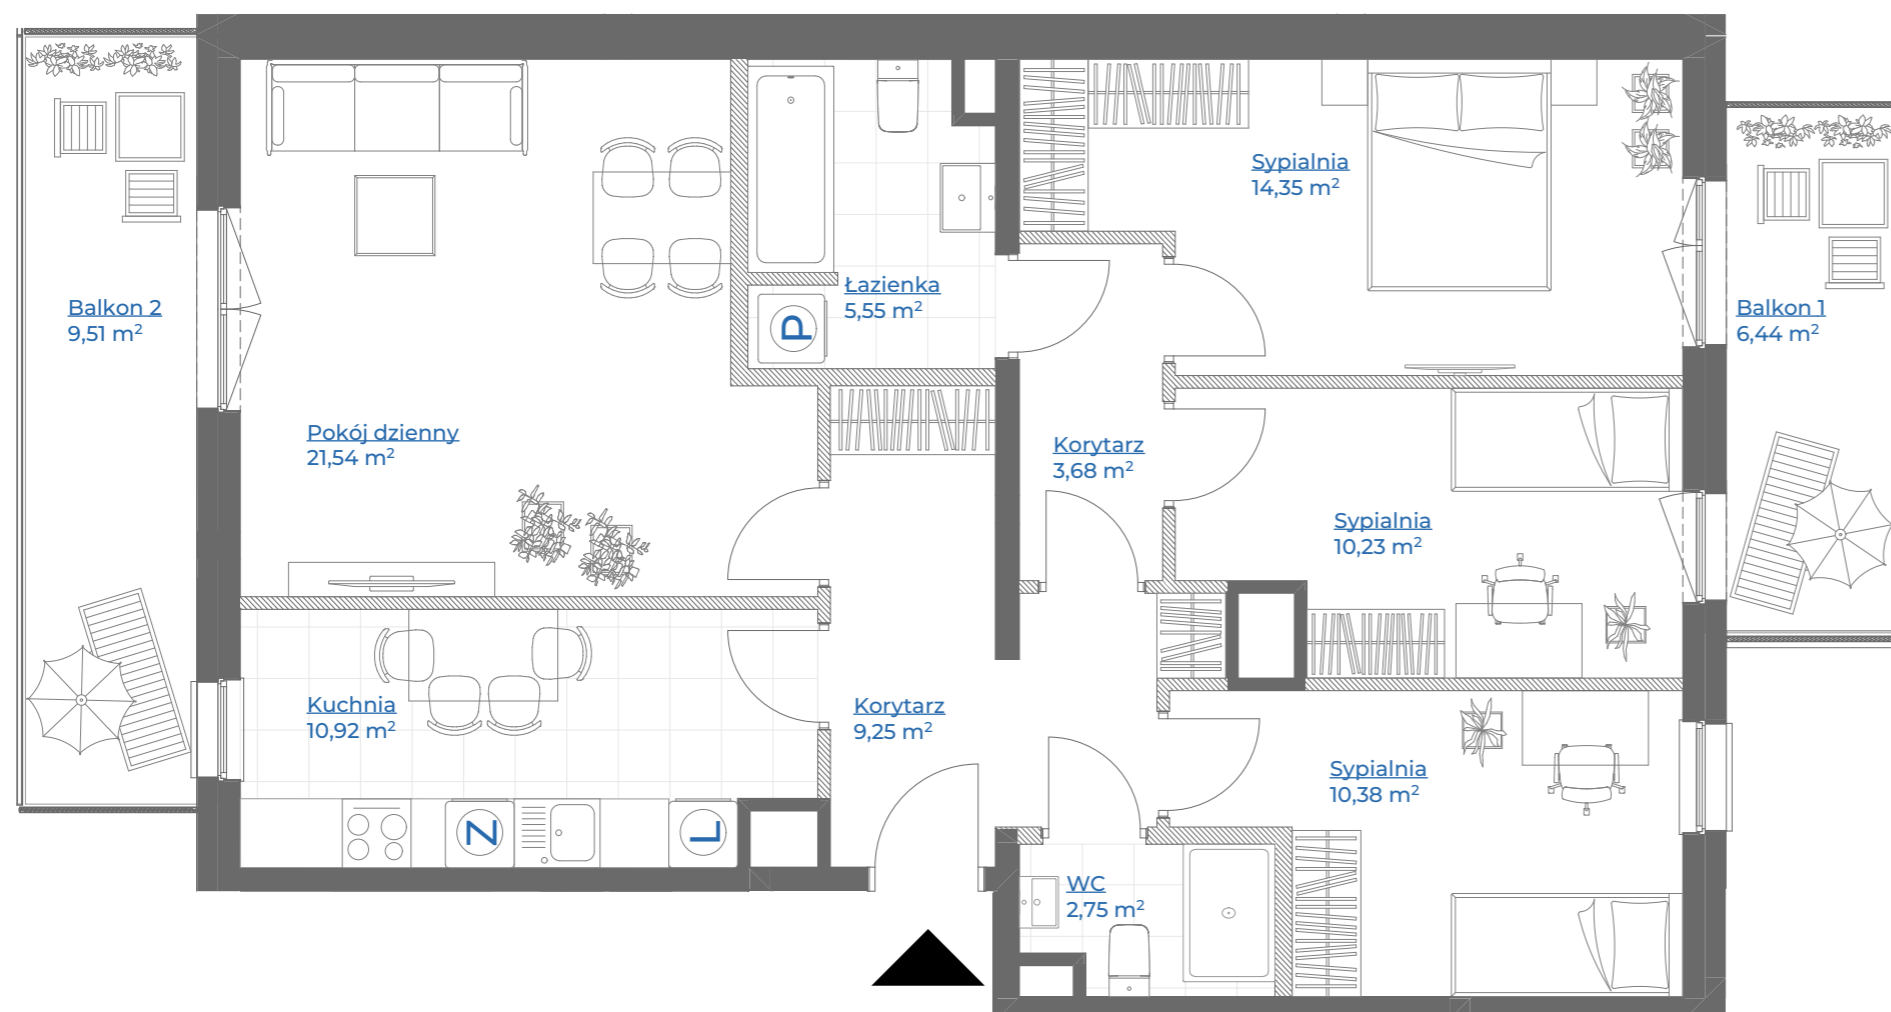 Sypialnia
14,35 m²
Łazienka
5,55 m²
Balkon 2
9,51 m²
Balkon 1
6,44 m²
P
Pokój dzienny
21,54 m²
Korytarz
3,68 m²
Sypialnia
10,23 m²
Kuchnia
10,92 m²
Korytarz
9,25 m²
Sypialnia
10,38 m²
Z
L
WC
2,75 m²